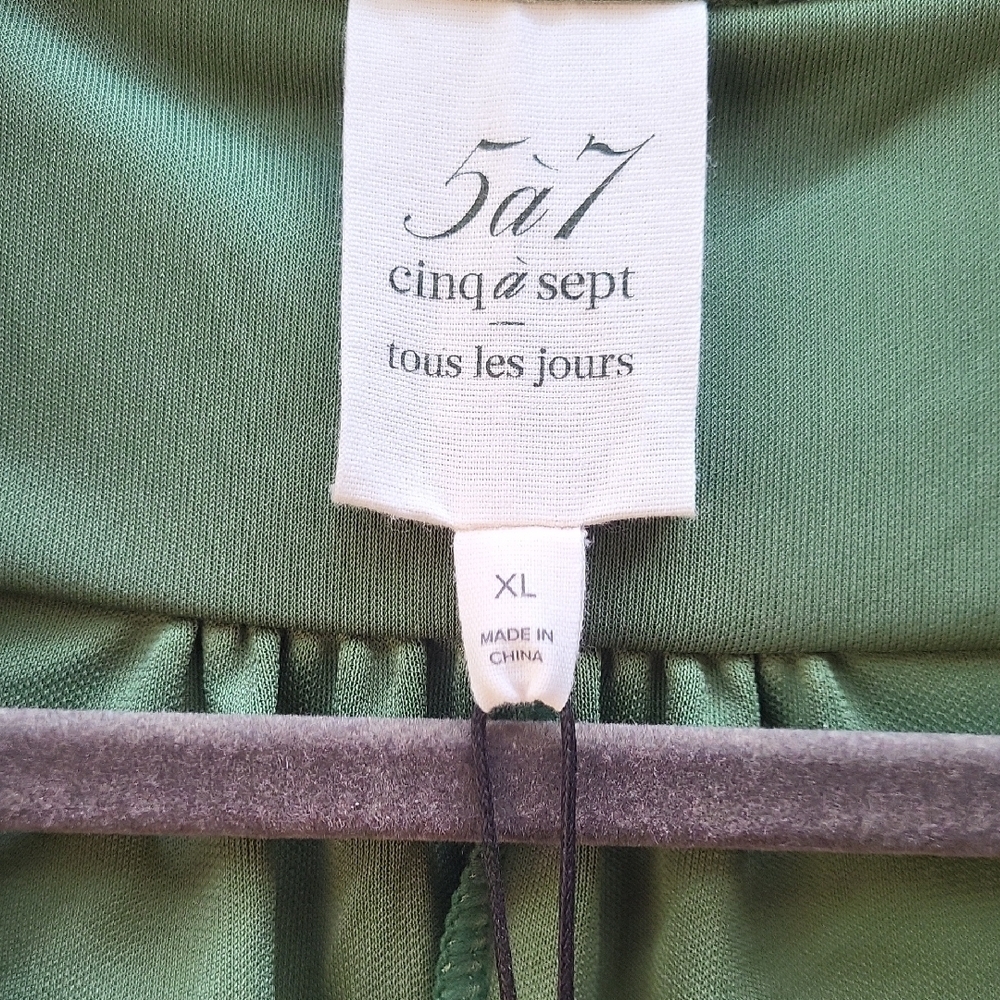 5à7
cinq à sept
tous les jours
XL
MADE IN
CHINA